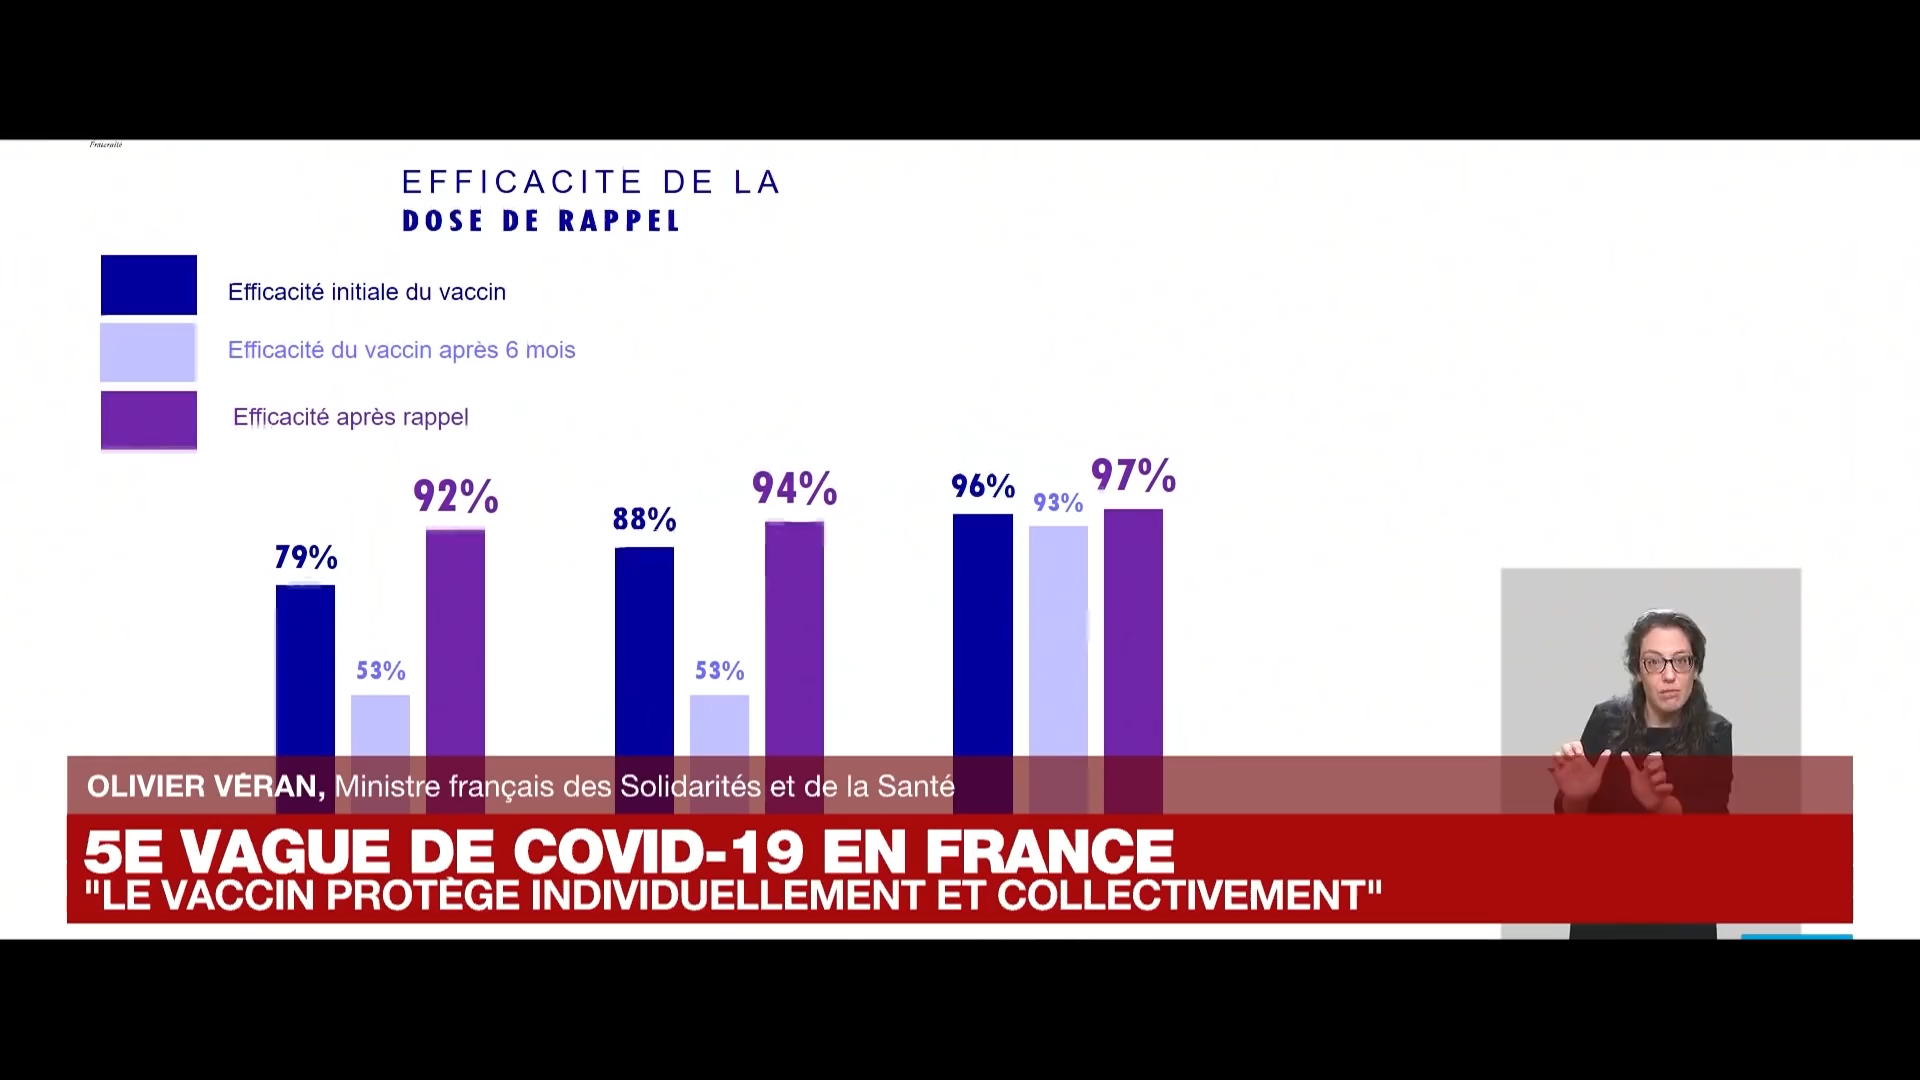 Fraternité
EFFICACITE DE LA
DOSE DE RAPPEL
Efficacité initiale du vaccin
Efficacité du vaccin après 6 mois
Efficacité après rappel
79%
53%
92%
88%
53%
94%
96%
93%
97%
OLIVIER VÉRAN, Ministre français des Solidarités et de la Santé
5E VAGUE DE COVID-19 EN FRANCE
"LE VACCIN PROTÈGE INDIVIDUELLEMENT ET COLLECTIVEMENT"